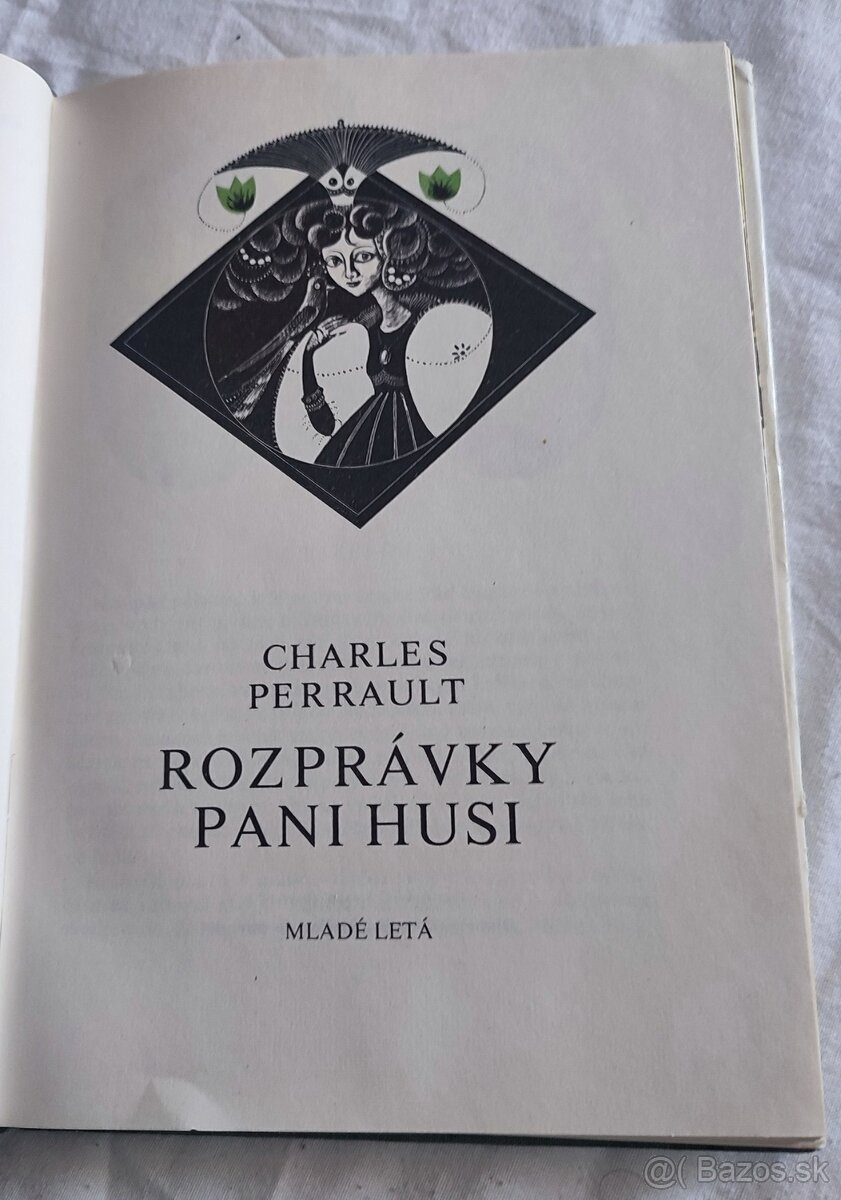 CHARLES
PERRAULT
ROZPRÁVKY
PANI HUSI
MLADÉ LETÁ
@( Bazos.sk